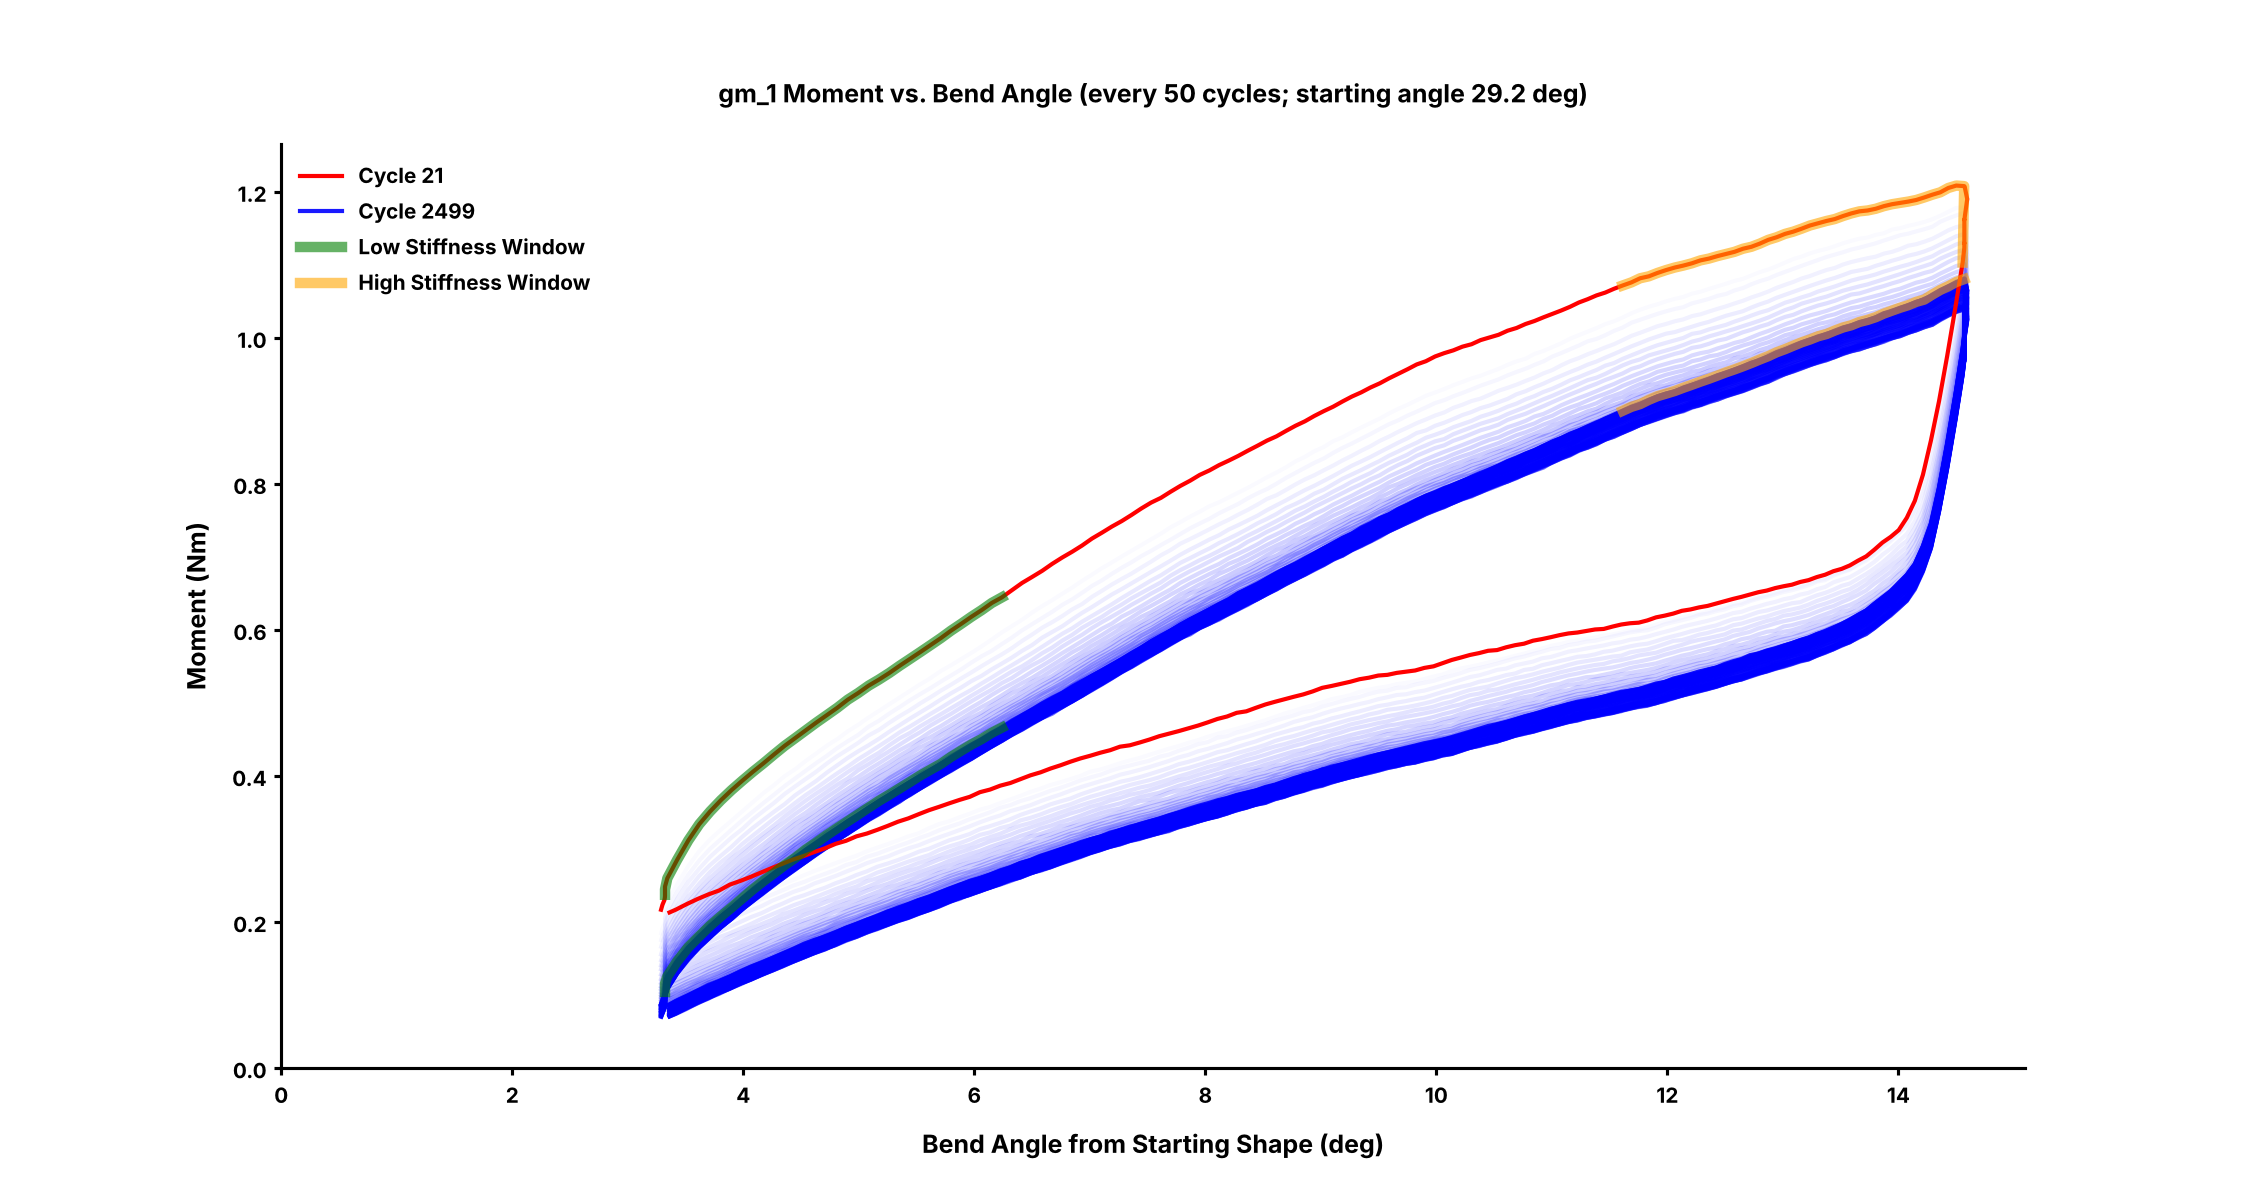 gm_1 Moment vs. Bend Angle (every 50 cycles; starting angle 29.2 deg)
Cycle 21
Cycle 2499
Low Stiffness Window
High Stiffness Window
Moment (Nm)
1.2
1.0
0.8
0.6
0.4
0.2
0.0
0 2 4 6 8 10 12 14
Bend Angle from Starting Shape (deg)